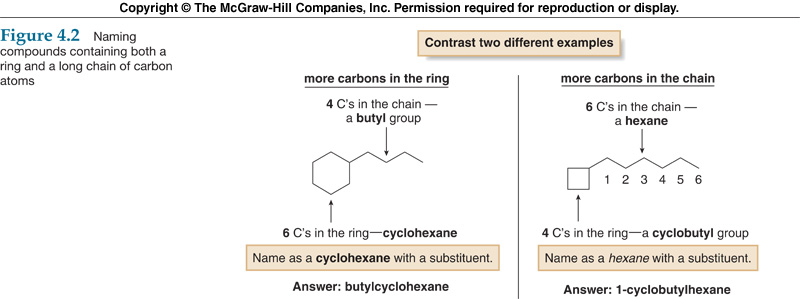 Copyright © The McGraw-Hill Companies, Inc. Permission required for reproduction or display.
Figure 4.2 Naming
compounds containing both a
ring and a long chain of carbon
atoms
Contrast two different examples
more carbons in the ring
4 C's in the chain —
a butyl group
6 C's in the ring—cyclohexane
Name as a cyclohexane with a substituent.
Answer: butylcyclohexane
more carbons in the chain
6 C's in the chain —
a hexane
1 2 3 4 5 6
4 C's in the ring—a cyclobutyl group
Name as a hexane with a substituent.
Answer: 1-cyclobutylhexane